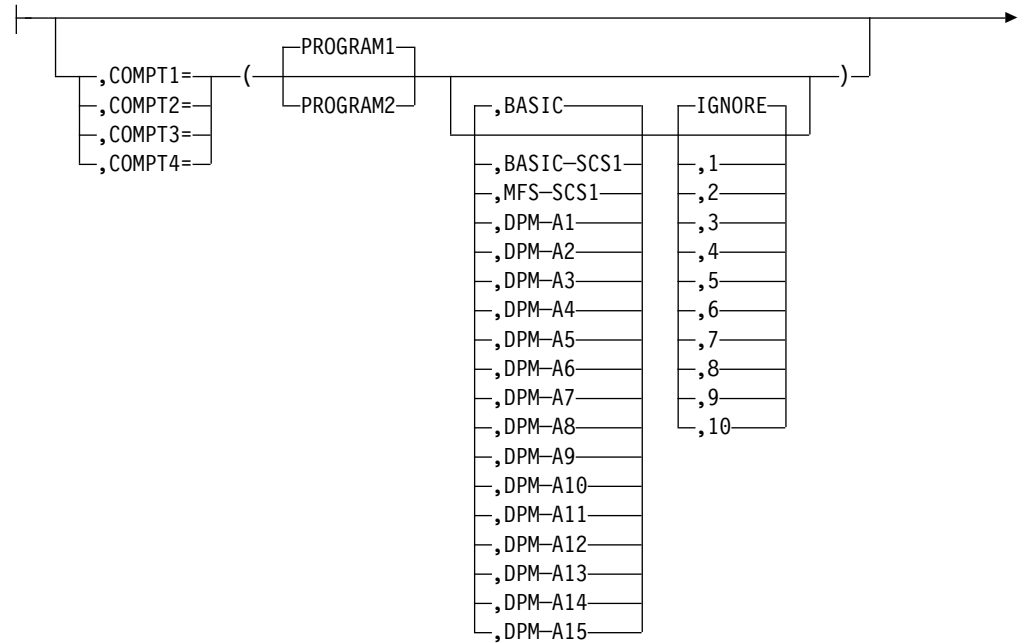 PROGRAM1
,COMPT1= ( )
,COMPT2= PROGRAM2 ,BASIC IGNORE
,COMPT3=
,COMPT4= ,BASIC–SCS1 ,1
,MFS–SCS1 ,2
,DPM–A1 ,3
,DPM–A2 ,4
,DPM–A3 ,5
,DPM–A4 ,6
,DPM–A5 ,7
,DPM–A6 ,8
,DPM–A7 ,9
,DPM–A8 ,10
,DPM–A9
,DPM–A10
,DPM–A11
,DPM–A12
,DPM–A13
,DPM–A14
,DPM–A15